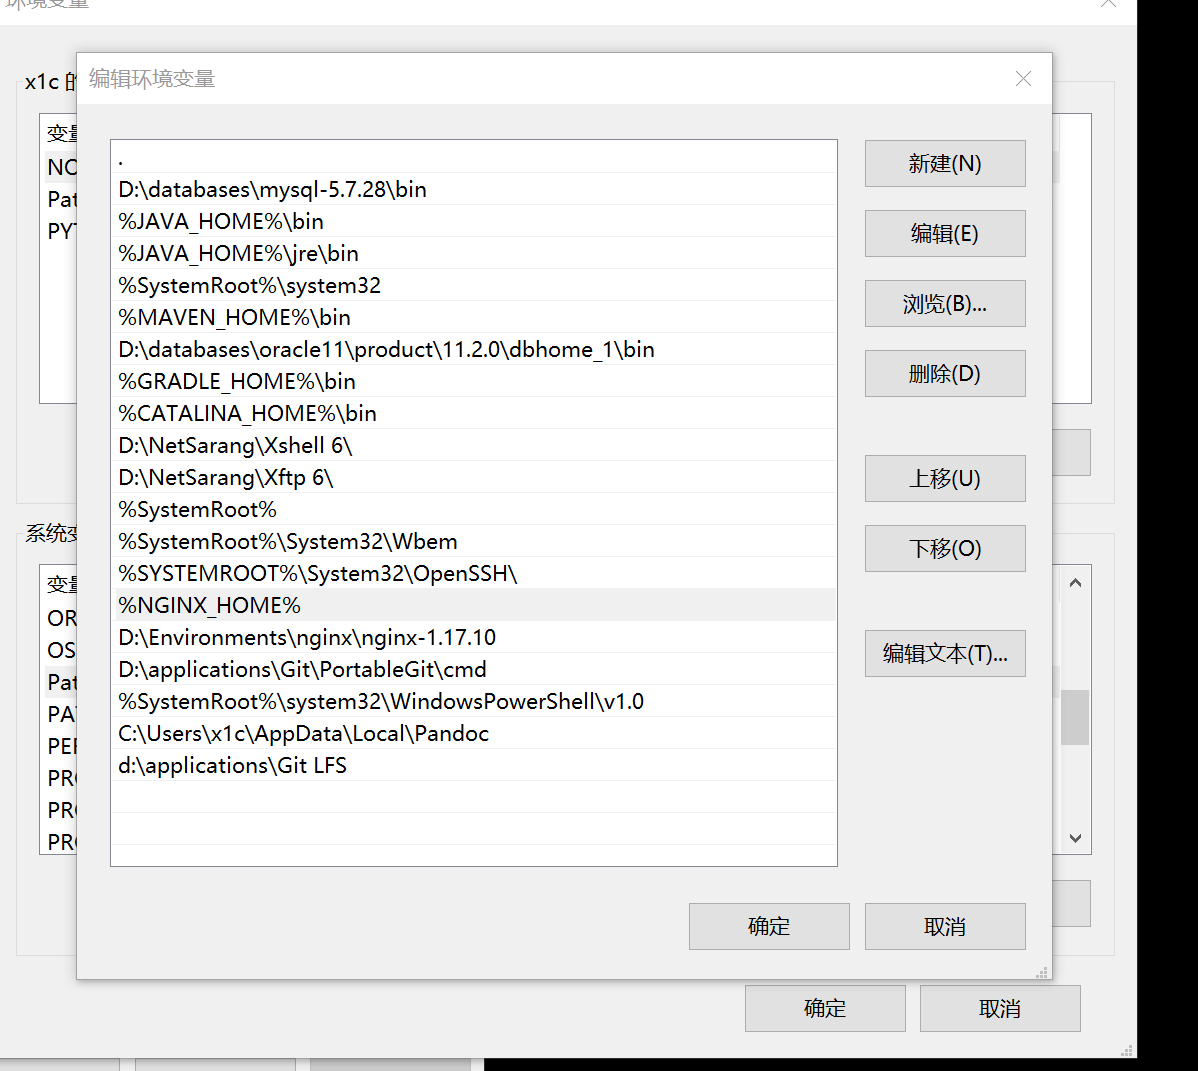 环境变量
x1c 的
编辑环境变量
变量
NO
Pat
PYT
.
D:\databases\mysql-5.7.28\bin
%JAVA_HOME%\bin
%JAVA_HOME%\jre\bin
%SystemRoot%\system32
%MAVEN_HOME%\bin
D:\databases\oracle11\product\11.2.0\dbhome_1\bin
%GRADLE_HOME%\bin
%CATALINA_HOME%\bin
D:\NetSarang\Xshell 6\
D:\NetSarang\Xftp 6\
%SystemRoot%
%SystemRoot%\System32\Wbem
%SYSTEMROOT%\System32\OpenSSH\
%NGINX_HOME%
D:\Environments\nginx\nginx-1.17.10
D:\applications\Git\PortableGit\cmd
%SystemRoot%\system32\WindowsPowerShell\v1.0
C:\Users\x1c\AppData\Local\Pandoc
d:\applications\Git LFS
新建(N)
编辑(E)
浏览(B)...
删除(D)
上移(U)
下移(O)
编辑文本(T)...
系统变
变量
OR
OS
Pat
PA
PE
PR
PR
PR
确定
取消
确定
取消